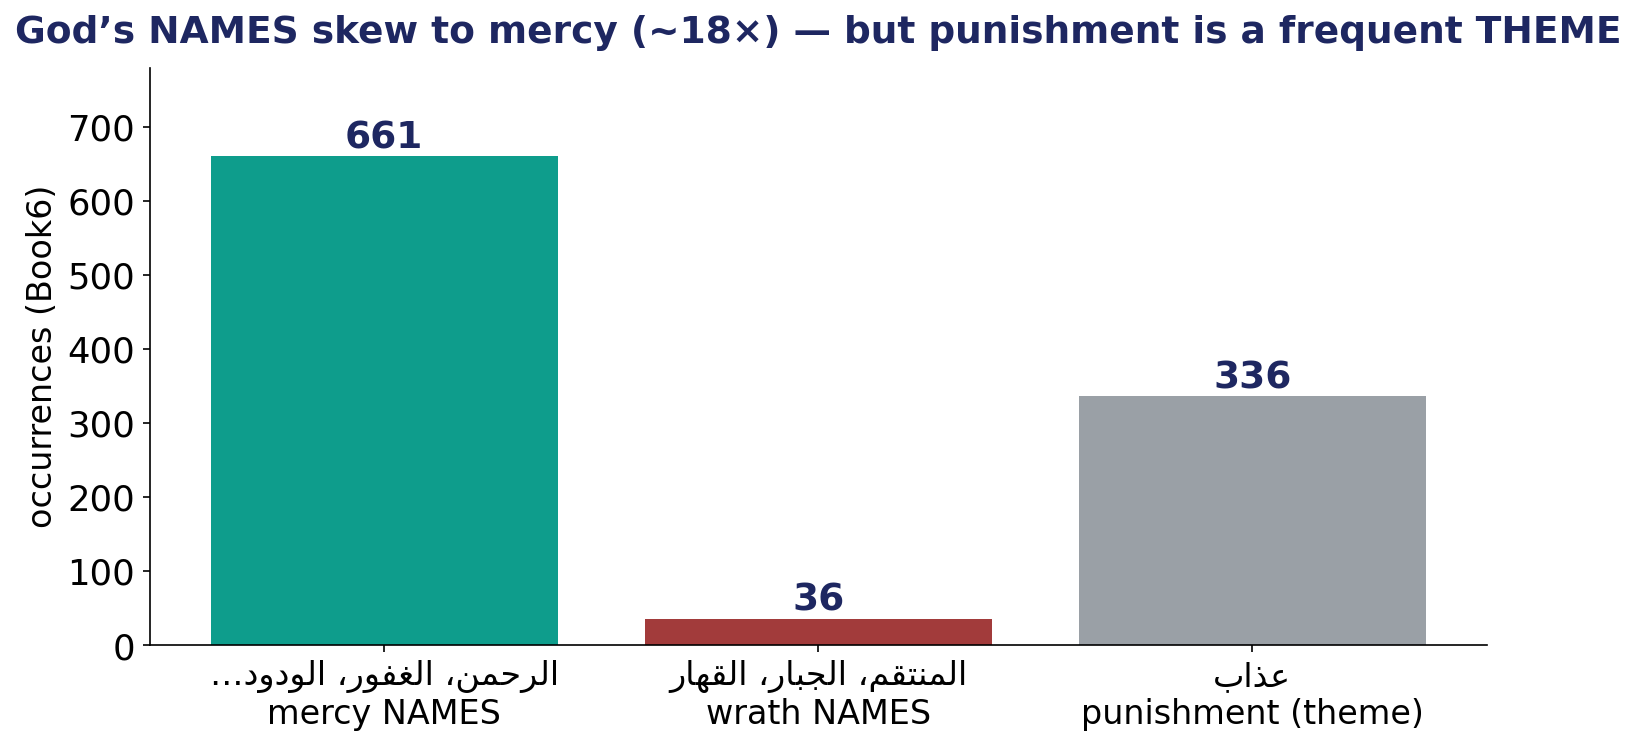 God’s NAMES skew to mercy (~18×) — but punishment is a frequent THEME
occurrences (Book6)
700
600
500
400
300
200
100
0
661
36
336
الرحمن، الغفور، الودود…
mercy NAMES
المنتقم، الجبار، القهار
wrath NAMES
عذاب
punishment (theme)